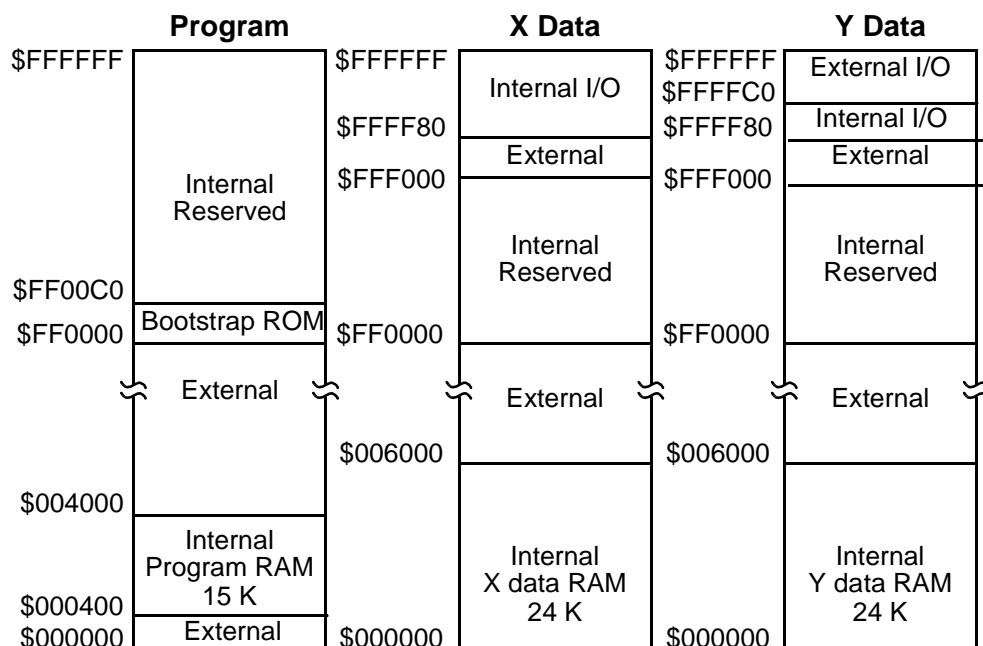 Program
$FFFFFF
Internal
Reserved
$FF00C0
Bootstrap ROM
$FF0000
External
$004000
Internal
Program RAM
15 K
$000400
External
$000000
X Data
$FFFFFF
Internal I/O
$FFFF80
External
$FFF000
Internal
Reserved
$FF0000
External
$006000
Internal
X data RAM
24 K
$000000
Y Data
$FFFFFF
External I/O
$FFFFC0
Internal I/O
$FFFF80
External
$FFF000
Internal
Reserved
$FF0000
External
$006000
Internal
Y data RAM
24 K
$000000